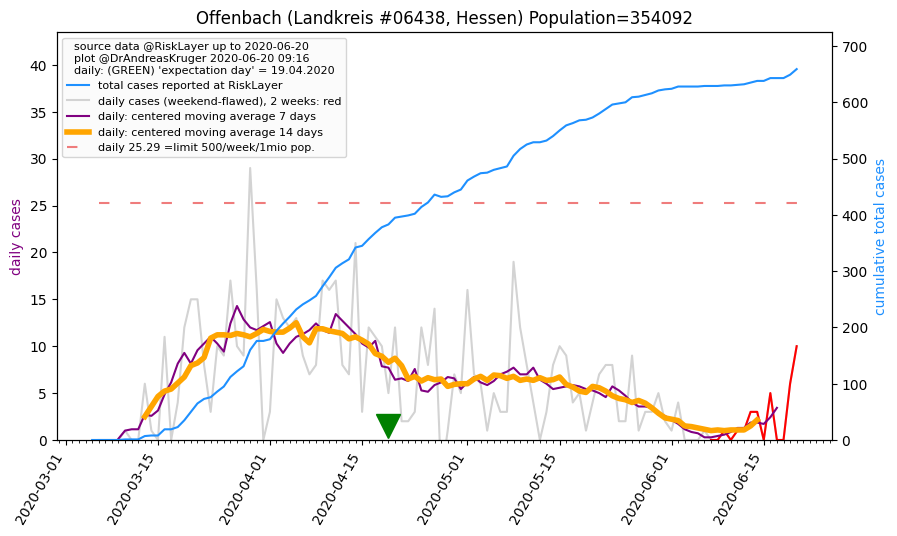 Offenbach (Landkreis #06438, Hessen) Population=354092
source data @RiskLayer up to 2020-06-20
plot @DrAndreasKruger 2020-06-20 09:16
daily: (GREEN) 'expectation day' = 19.04.2020
total cases reported at RiskLayer
daily cases (weekend-flawed), 2 weeks: red
daily: centered moving average 7 days
daily: centered moving average 14 days
daily 25.29 =limit 500/week/1mio pop.
daily cases
40
35
30
25
20
15
10
5
0
700
600
500
400
300
200
100
0
cumulative total cases
2020-03-01
2020-03-15
2020-04-01
2020-04-15
2020-05-01
2020-05-15
2020-06-01
2020-06-15